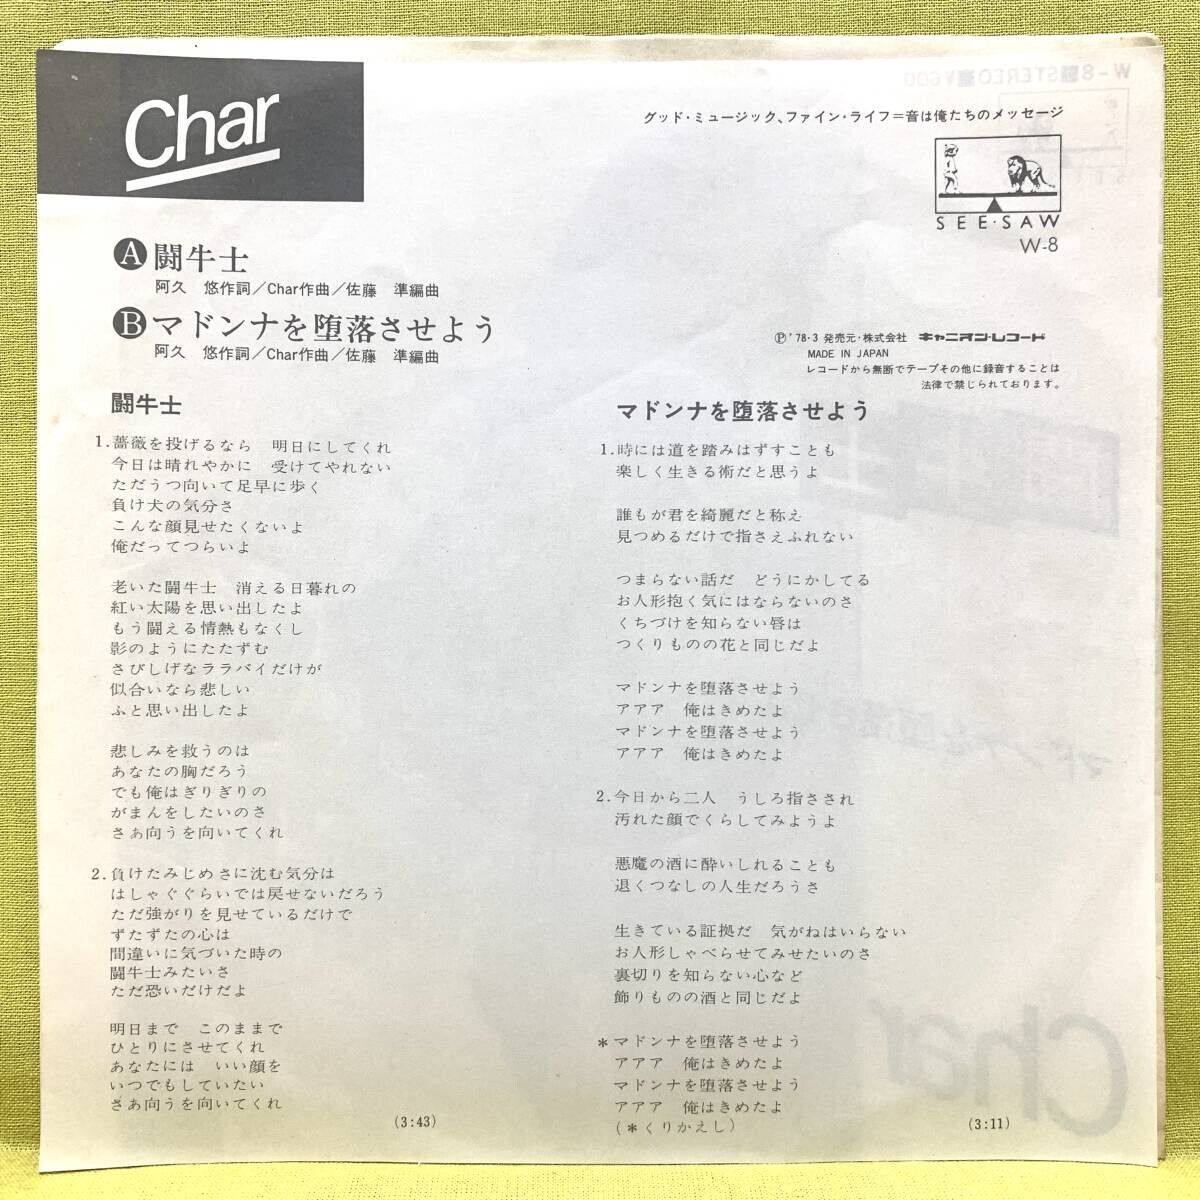 Char
グッド・ミュージック、ファイン・ライフ=音は俺たちのメッセージ
SEE・SAW
W-8
A 闘牛士
阿久 悠作詞/Char作曲/佐藤 準編曲
B マドンナを堕落させよう
阿久 悠作詞/Char作曲/佐藤 準編曲
Ⓟ'78・3 発売元・株式会社 キャニオン・レコード
MADE IN JAPAN
レコードから無断でテープその他に録音することは
法律で禁じられております。
闘牛士
1.薔薇を投げるなら 明日にしてくれ
今日は晴れやかに 受けてやれない
ただうつ向いて足早に歩く
負け犬の気分さ
こんな顔見せたくないよ
俺だってつらいよ
老いた闘牛士 消える日暮れの
紅い太陽を思い出したよ
もう闘える情熱もなくし
影のようにたたずむ
さびしげなララバイだけが
似合いなら悲しい
ふと思い出したよ
悲しみを救うのは
あなたの胸だろう
でも俺はぎりぎりの
がまんをしたいのさ
さあ向うを向いてくれ
2.負けたみじめさに沈む気分は
はしゃぐぐらいでは戻せないだろう
ただ強がりを見せているだけで
ずたずたの心は
間違いに気づいた時の
闘牛士みたいさ
ただ恐いだけだよ
明日まで このままで
ひとりにさせてくれ
あなたには いい顔を
いつでもしていたい
さあ向うを向いてくれ
(3:43)
マドンナを堕落させよう
1.時には道を踏みはずすことも
楽しく生きる術だと思うよ
誰もが君を綺麗だと称え
見つめるだけで指さえふれない
つまらない話だ どうにかしてる
お人形抱く気にはならないのさ
くちづけを知らない唇は
つくりものの花と同じだよ
マドンナを堕落させよう
アアア 俺はきめたよ
マドンナを堕落させよう
アアア 俺はきめたよ
2.今日から二人 うしろ指さされ
汚れた顔でくらしてみようよ
悪魔の酒に酔いしれることも
退くつなしの人生だろうさ
生きている証拠だ 気がねはいらない
お人形しゃべらせてみせたいのさ
裏切りを知らない心など
飾りものの酒と同じだよ
*マドンナを堕落させよう
アアア 俺はきめたよ
マドンナを堕落させよう
アアア 俺はきめたよ
(*くりかえし)
(3:11)